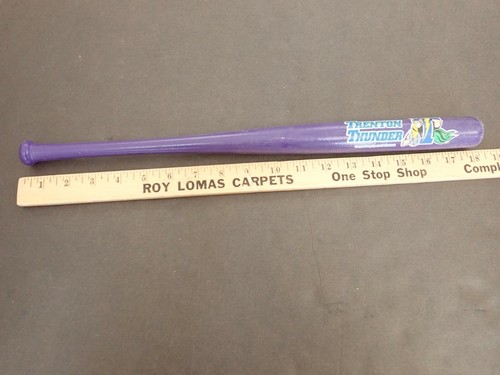 TRENTON
THUNDER
1 2 3 4 5 6 7 8 9 10 11 12 13 14 15 16 17 18
ROY LOMAS CARPETS One Stop Shop Compl